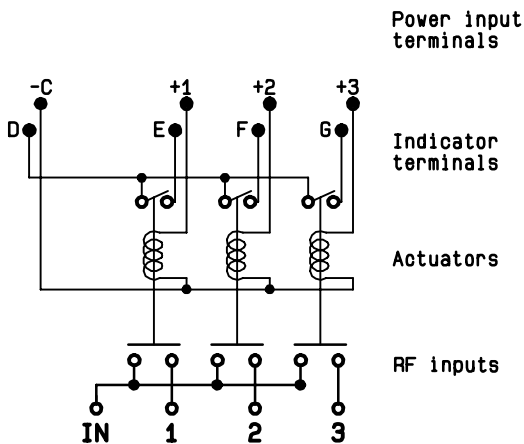 Power input
terminals
-C +1 +2 +3
D E F G
Indicator
terminals
Actuators
RF inputs
IN 1 2 3